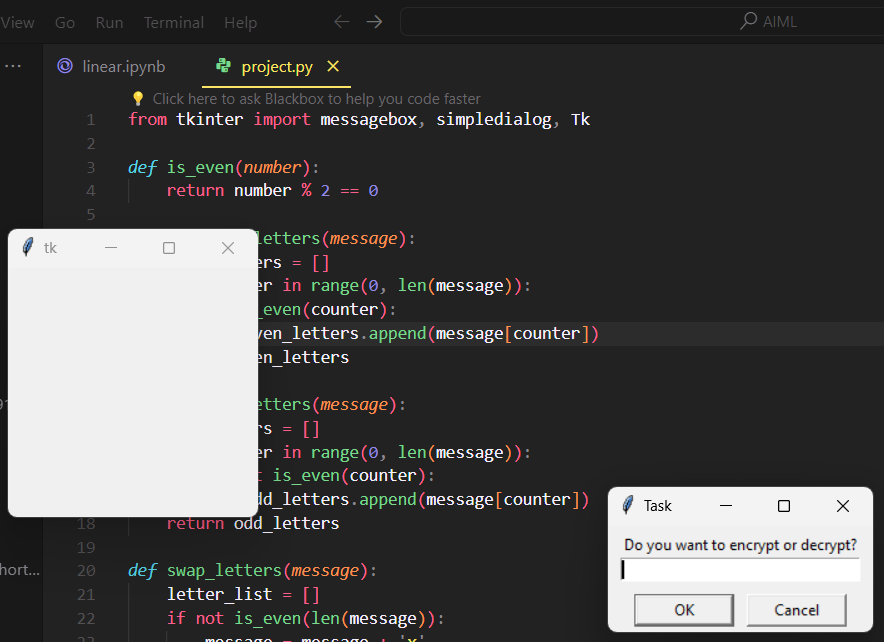 View Go Run Terminal Help AIML
linear.ipynb project.py
Click here to ask Blackbox to help you code faster
1 from tkinter import messagebox, simpledialog, Tk
2
3 def is_even(number):
4 return number % 2 == 0
5
tk
letters(message):
ers = []
er in range(0, len(message)):
_even(counter):
ven_letters.append(message[counter])
en_letters
etters(message):
rs = []
er in range(0, len(message)):
t is_even(counter):
dd_letters.append(message[counter])
18 return odd_letters
19
20 def swap_letters(message):
21 letter_list = []
22 if not is_even(len(message)):
23 message = message + 'x'
hort...
Task
Do you want to encrypt or decrypt?
OK Cancel